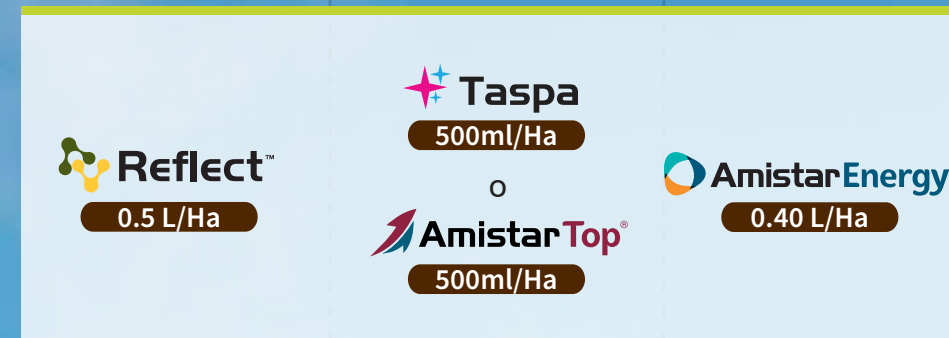 Reflect™
0.5 L/Ha
Taspa
500ml/Ha
o
AmistarTop®
500ml/Ha
AmistarEnergy
0.40 L/Ha